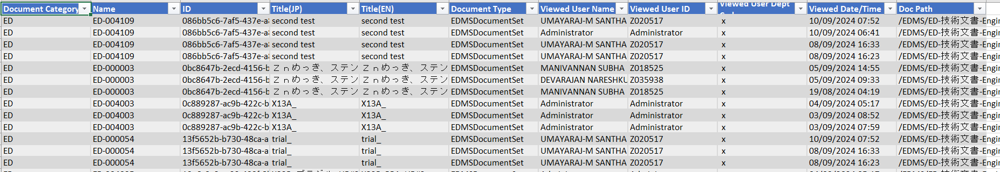 Document Category Name ID Title(JP) Title(EN) Document Type Viewed User Name Viewed User ID Viewed User Dept Viewed Date/Time Doc Path
ED ED-004109 086bb5c6-7af5-437e-a8 second test second test EDMSDocumentSet UMAYARAJ-M SANTHA Z020517 x 10/09/2024 07:52 /EDMS/ED-技術文書-Engin
ED ED-004109 086bb5c6-7af5-437e-a8 second test second test EDMSDocumentSet Administrator Administrator x 10/09/2024 06:41 /EDMS/ED-技術文書-Engin
ED ED-004109 086bb5c6-7af5-437e-a8 second test second test EDMSDocumentSet UMAYARAJ-M SANTHA Z020517 x 08/09/2024 16:33 /EDMS/ED-技術文書-Engin
ED ED-004109 086bb5c6-7af5-437e-a8 second test second test EDMSDocumentSet UMAYARAJ-M SANTHA Z020517 x 08/09/2024 16:23 /EDMS/ED-技術文書-Engin
ED ED-000003 0bc8647b-2ecd-4156-b Ｚｎめっき、ステン Ｚｎめっき、ステン EDMSDocumentSet MANIVANNAN SUBHA Z018525 x 05/09/2024 14:55 /EDMS/ED-技術文書-Engin
ED ED-000003 0bc8647b-2ecd-4156-b Ｚｎめっき、ステン Ｚｎめっき、ステン EDMSDocumentSet DEVARAJAN NARESHKU Z035938 x 05/09/2024 09:33 /EDMS/ED-技術文書-Engin
ED ED-000003 0bc8647b-2ecd-4156-b Ｚｎめっき、ステン Ｚｎめっき、ステン EDMSDocumentSet MANIVANNAN SUBHA Z018525 x 19/08/2024 04:19 /EDMS/ED-技術文書-Engin
ED ED-004003 0c889287-ac9b-422c-b X13A_ X13A_ EDMSDocumentSet Administrator Administrator x 04/09/2024 05:17 /EDMS/ED-技術文書-Engin
ED ED-004003 0c889287-ac9b-422c-b X13A_ X13A_ EDMSDocumentSet Administrator Administrator x 03/09/2024 08:52 /EDMS/ED-技術文書-Engin
ED ED-004003 0c889287-ac9b-422c-b X13A_ X13A_ EDMSDocumentSet Administrator Administrator x 03/09/2024 07:59 /EDMS/ED-技術文書-Engin
ED ED-000054 13f5652b-b730-48ca-a trial_ trial_ EDMSDocumentSet UMAYARAJ-M SANTHA Z020517 x 10/09/2024 07:52 /EDMS/ED-技術文書-Engin
ED ED-000054 13f5652b-b730-48ca-a trial_ trial_ EDMSDocumentSet UMAYARAJ-M SANTHA Z020517 x 08/09/2024 16:33 /EDMS/ED-技術文書-Engin
ED ED-000054 13f5652b-b730-48ca-a trial_ trial_ EDMSDocumentSet UMAYARAJ-M SANTHA Z020517 x 08/09/2024 16:23 /EDMS/ED-技術文書-Engin